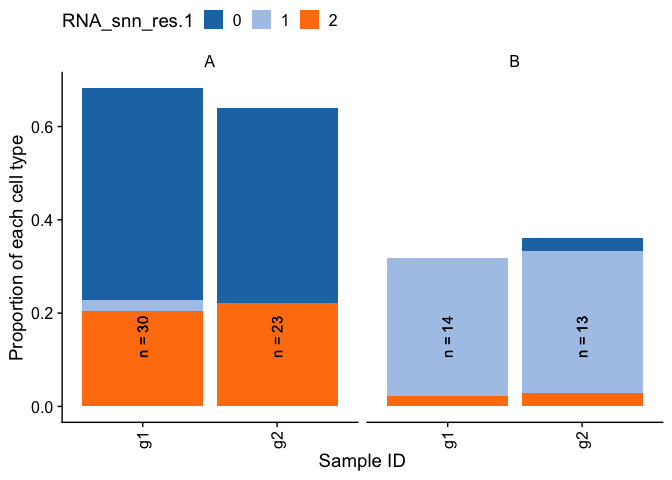 RNA_snn_res.1 0 1 2
A B
Proportion of each cell type
0.6
0.4
0.2
0.0
n = 30
n = 23
n = 14
n = 13
g1 g2 g1 g2
Sample ID